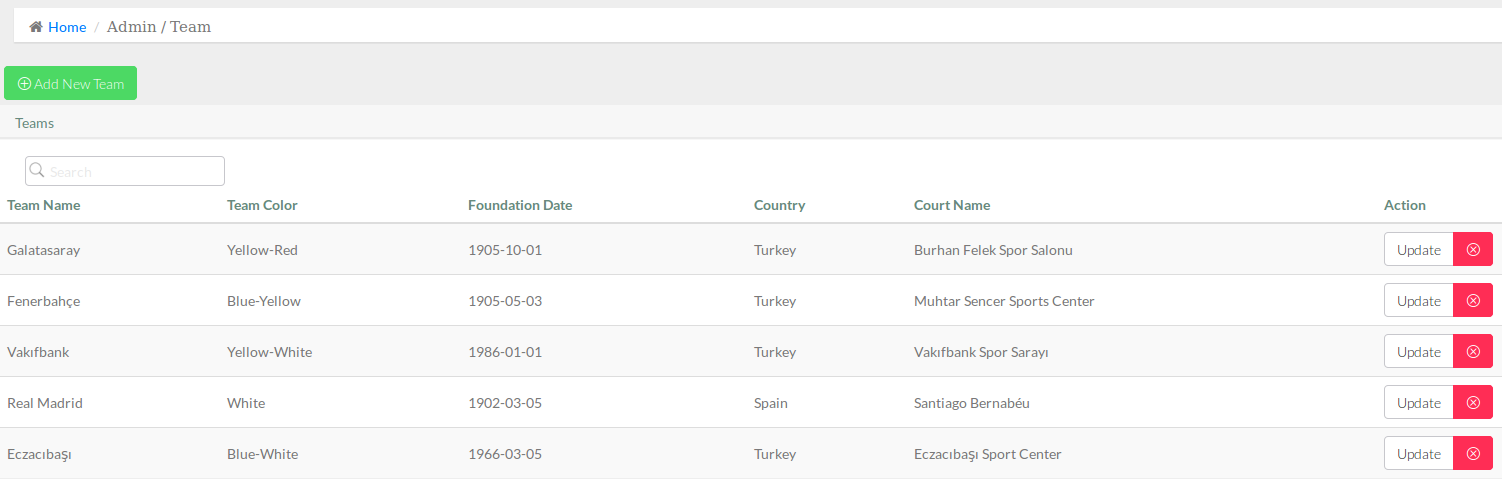 Home / Admin / Team
Add New Team
Teams
Search
Team Name Team Color Foundation Date Country Court Name Action
Galatasaray Yellow-Red 1905-10-01 Turkey Burhan Felek Spor Salonu Update
Fenerbahçe Blue-Yellow 1905-05-03 Turkey Muhtar Sencer Sports Center Update
Vakıfbank Yellow-White 1986-01-01 Turkey Vakıfbank Spor Sarayı Update
Real Madrid White 1902-03-05 Spain Santiago Bernabéu Update
Eczacıbaşı Blue-White 1966-03-05 Turkey Eczacıbaşı Sport Center Update